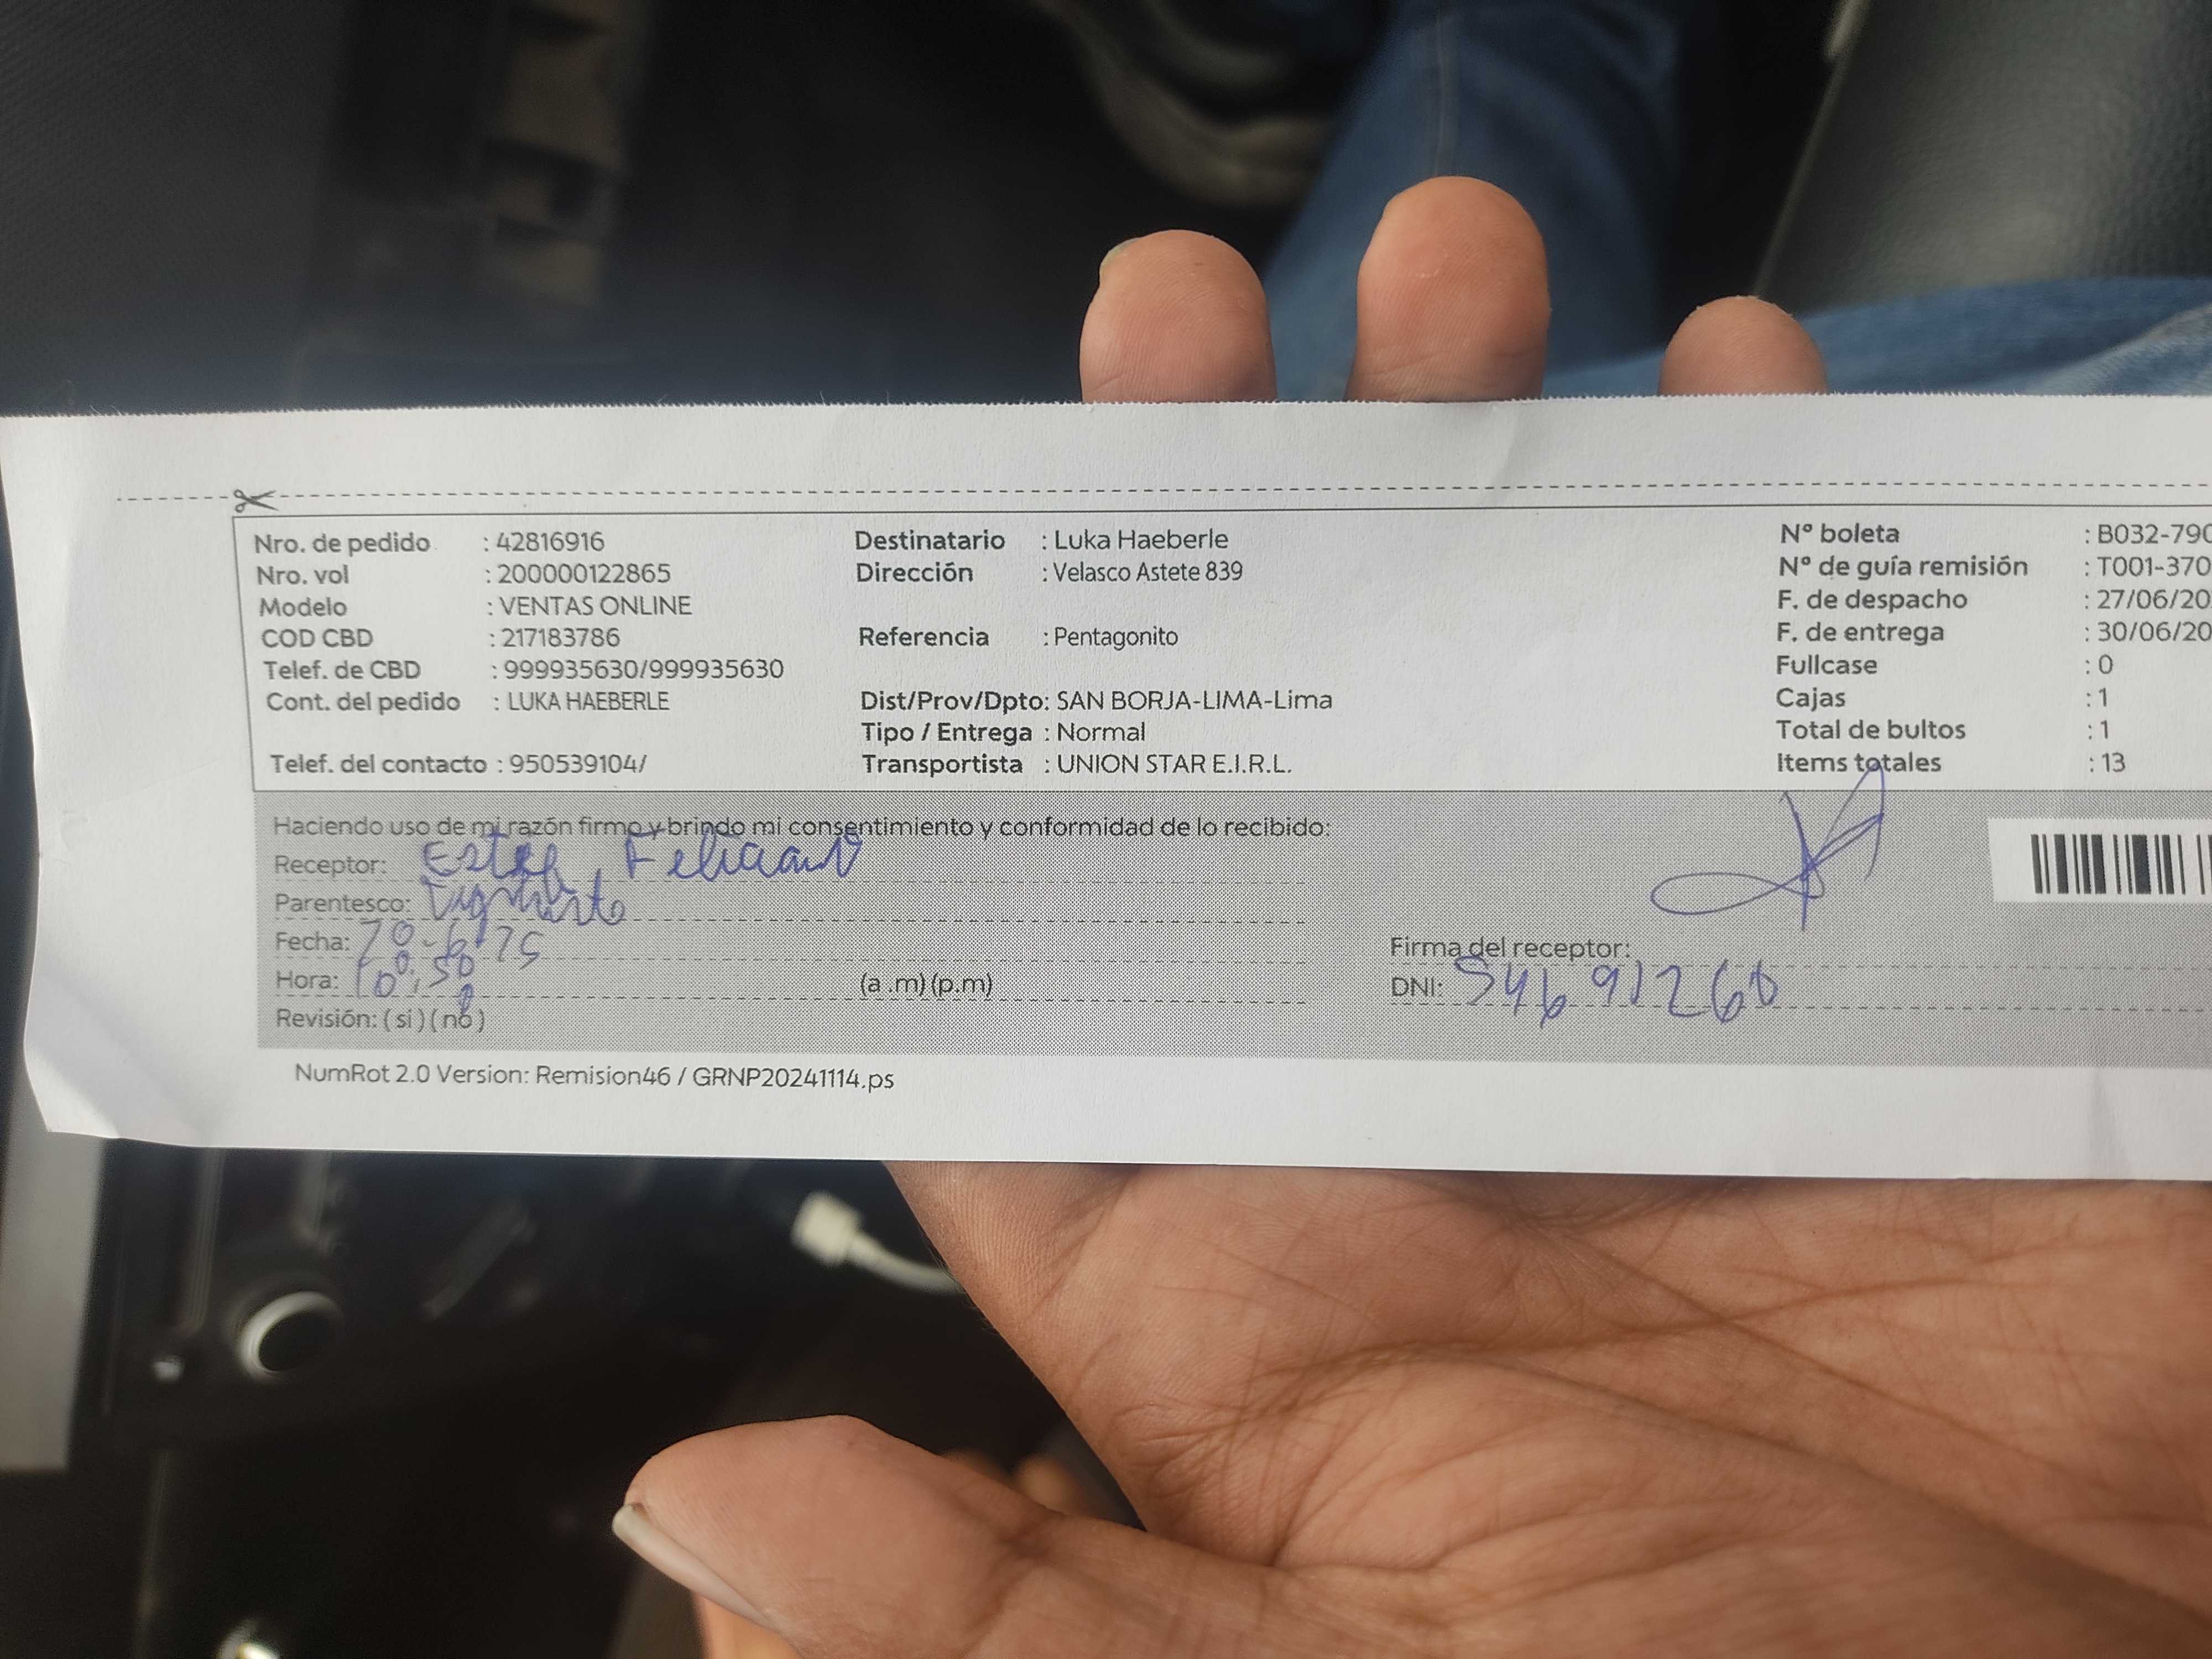 Nro. de pedido : 42816916
Nro. vol : 200000122865
Modelo : VENTAS ONLINE
COD CBD : 217183786
Telef. de CBD : 999935630/999935630
Cont. del pedido : LUKA HAEBERLE
Telef. del contacto : 950539104/
Destinatario : Luka Haeberle
Dirección : Velasco Astete 839
Referencia : Pentagonito
Dist/Prov/Dpto: SAN BORJA-LIMA-Lima
Tipo / Entrega : Normal
Transportista : UNION STAR E.I.R.L.
Nº boleta : B032-790
Nº de guía remisión : T001-370
F. de despacho : 27/06/20
F. de entrega : 30/06/20
Fullcase : 0
Cajas : 1
Total de bultos : 1
Items totales : 13
Haciendo uso de mi razón firmo y brindo mi consentimiento y conformidad de lo recibido:
Receptor: Feliciano
Parentesco:
Fecha:
Hora: 10:50 (a .m) (p.m)
Revisión: ( si ) ( no )
Firma del receptor:
DNI:
NumRot 2.0 Version: Remision46 / GRNP20241114.ps